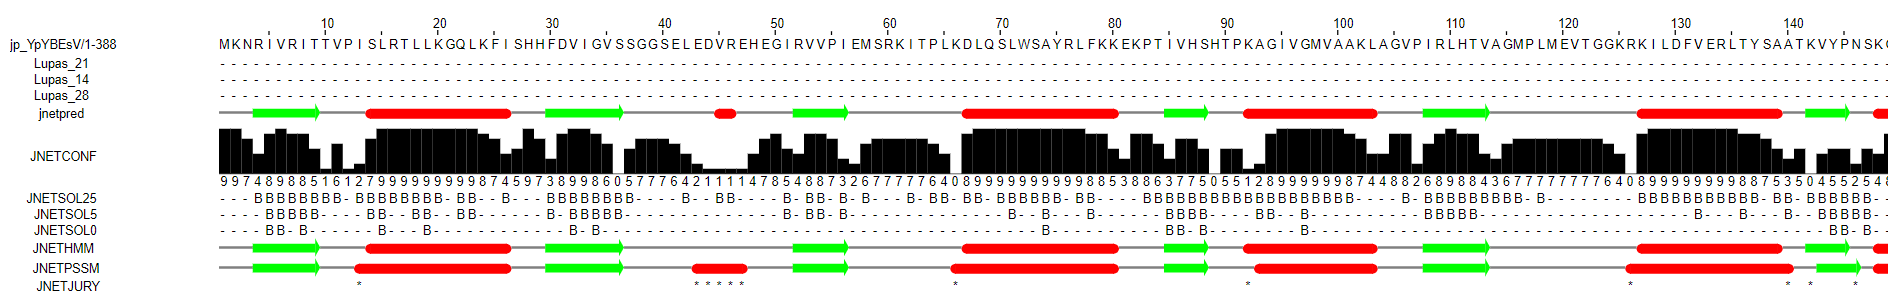 10 20 30 40 50 60 70 80 90 100 110 120 130 140
jp_YpYBEsV/1-388 MKNRIVRITTVPISLRTLLKGQLKFISHHFDVIGVSSGGSELEDVREHEGIRVVPIEMSRKITPLKDLQSLWSAYRLFKKEKPTIVHSHTPKAGIVGMVAAKLAGVPIRLHTVAGMPLMEVTGGKRKILDFVERLTYSAATKVYPNSK
Lupas_21
Lupas_14
Lupas_28
jnetpred
JNETCONF
9974898851612799999999987459738998605777642111147854887326777776408999999999988538863775055128999999987448826898843677777777764089999999988753504552548
JNETSOL25
JNETSOL5
JNETSOL0
JNETHMM
JNETPSSM
JNETJURY * * * * * * * * * * * *